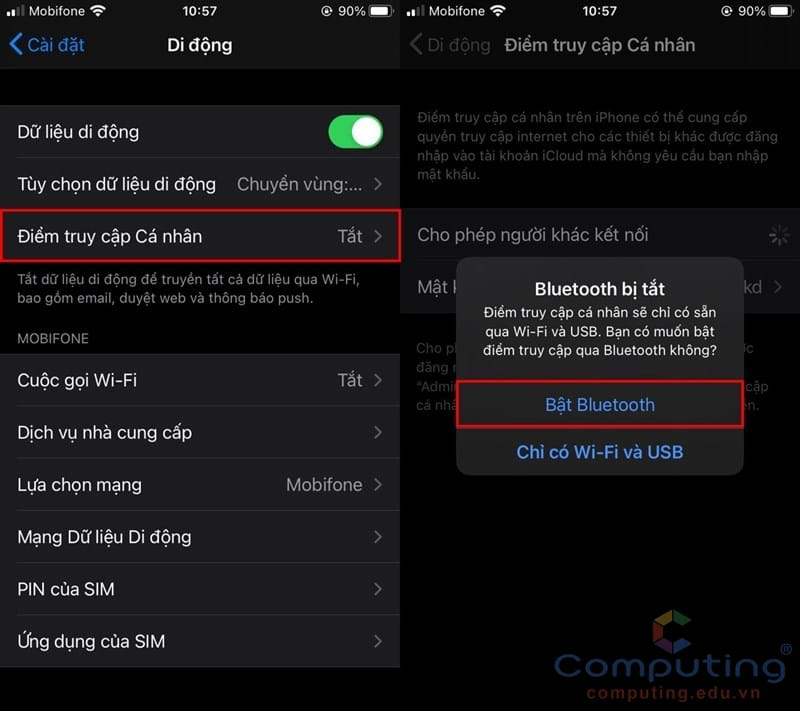 Mobifone 10:57 90%
Cài đặt Di động
Dữ liệu di động
Tùy chọn dữ liệu di động Chuyển vùng:...
Điểm truy cập Cá nhân Tắt
Tắt dữ liệu di động để truyền tất cả dữ liệu qua Wi-Fi,
bao gồm email, duyệt web và thông báo push.
MOBIFONE
Cuộc gọi Wi-Fi Tắt
Dịch vụ nhà cung cấp
Lựa chọn mạng Mobifone
Mạng Dữ liệu Di động
PIN của SIM
Ứng dụng của SIM
Mobifone 10:57 90%
Di động Điểm truy cập Cá nhân
Điểm truy cập cá nhân trên iPhone có thể cung cấp
quyền truy cập internet cho các thiết bị khác được đăng
nhập vào tài khoản iCloud mà không yêu cầu bạn nhập
mật khẩu.
Cho phép người khác kết nối
Mật kd
Bluetooth bị tắt
Điểm truy cập cá nhân sẽ chỉ có sẵn
qua Wi-Fi và USB. Bạn có muốn bật
điểm truy cập qua Bluetooth không?
Cho
đăng
"Admin cập
cá
Bật Bluetooth
Chỉ có Wi-Fi và USB
Computing®
computing.edu.vn